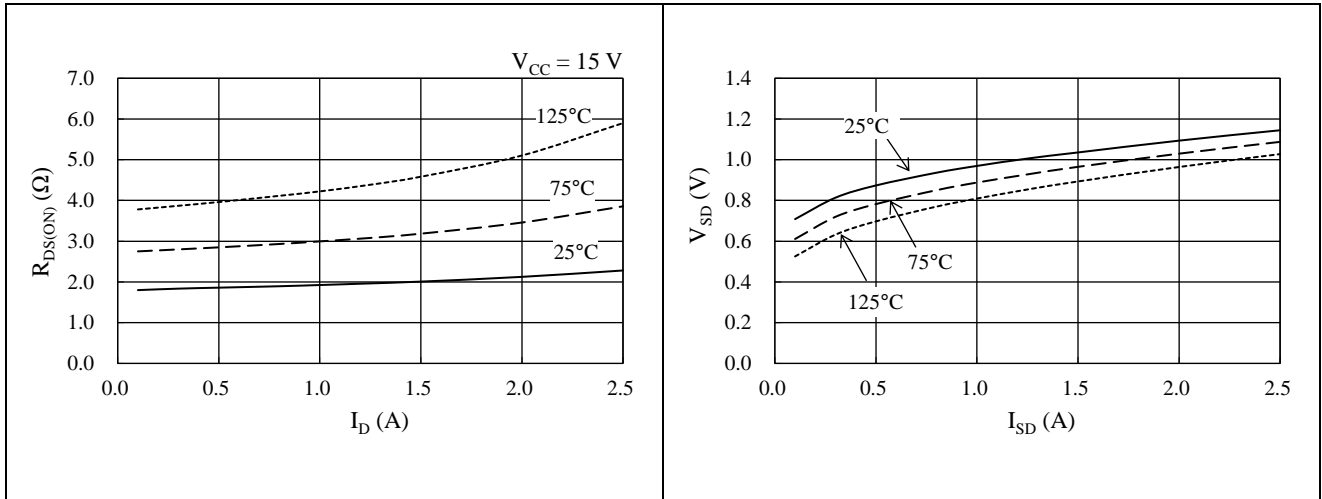 V_CC = 15 V
7.0
6.0
5.0
4.0
3.0
2.0
1.0
0.0
R_DS(ON) (Ω)
125°C
75°C
25°C
0.0 0.5 1.0 1.5 2.0 2.5
I_D (A)
1.4
1.2
1.0
0.8
0.6
0.4
0.2
0.0
V_SD (V)
25°C
75°C
125°C
0.0 0.5 1.0 1.5 2.0 2.5
I_SD (A)